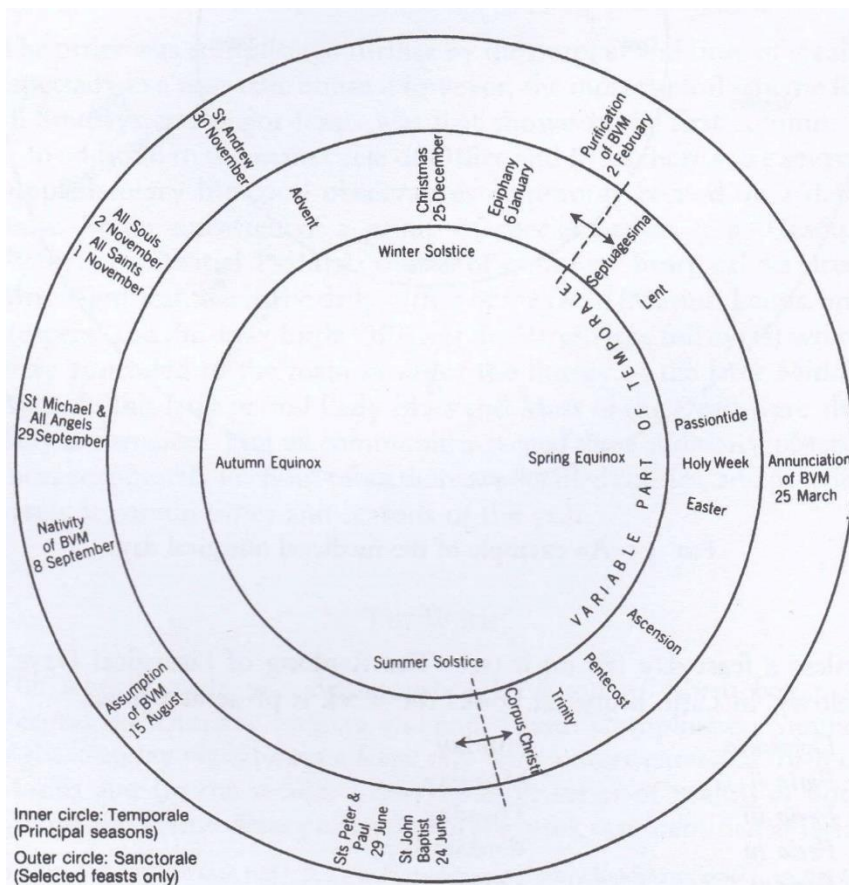 St Andrew
30 November
All Souls
2 November
All Saints
1 November
St Michael &
All Angels
29 September
Nativity
of BVM
8 September
Assumption
of BVM
15 August
Sts Peter &
Paul
29 June
St John
Baptist
24 June
Annunciation
of BVM
25 March
Purification
of BVM
2 February
Advent
Christmas
25 December
Epiphany
6 January
Septuagesima
Lent
Passiontide
Holy Week
Easter
Ascension
Pentecost
Trinity
Corpus Christi
Winter Solstice
Autumn Equinox
Spring Equinox
Summer Solstice
VARIABLE PART OF TEMPORALE
Inner circle: Temporale
(Principal seasons)
Outer circle: Sanctorale
(Selected feasts only)